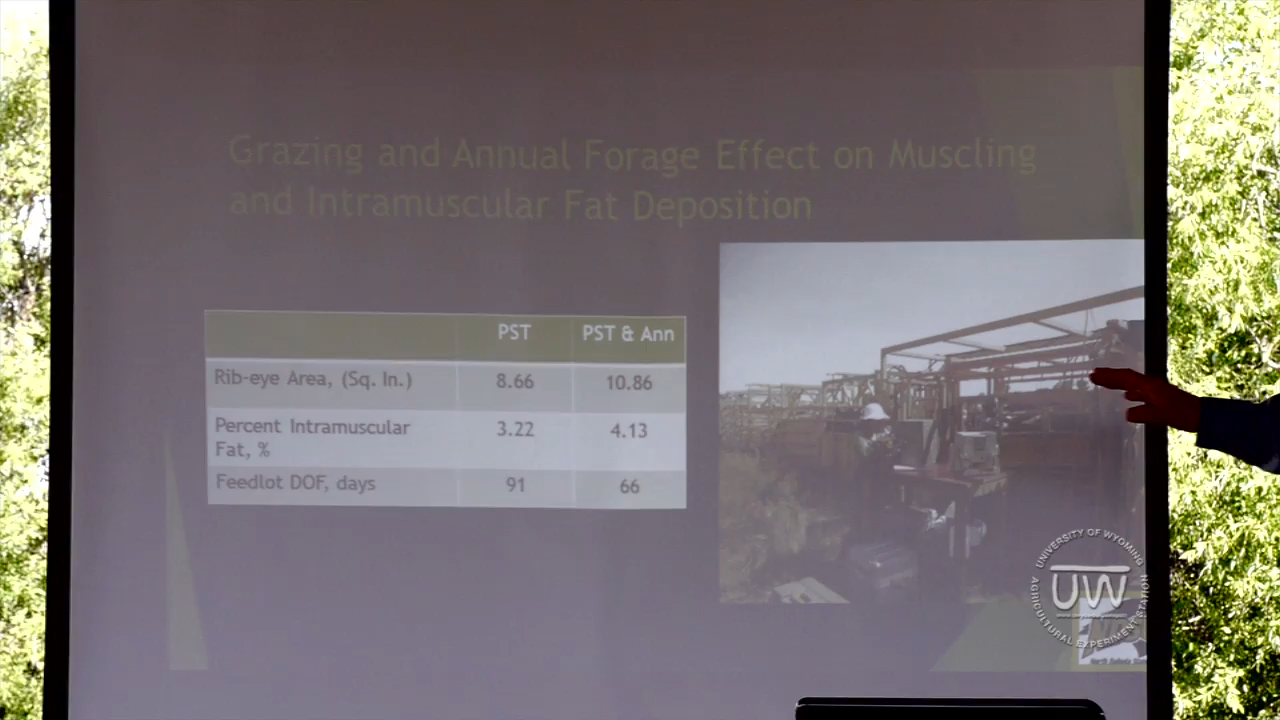 Grazing and Annual Forage Effect on Muscling
and Intramuscular Fat Deposition
PST PST & Ann
Rib-eye Area, (Sq. In.) 8.66 10.86
Percent Intramuscular
Fat, % 3.22 4.13
Feedlot DOF, days 91 66
UNIVERSITY OF WYOMING
UW
AGRICULTURAL EXPERIMENT STATION
North Dakota